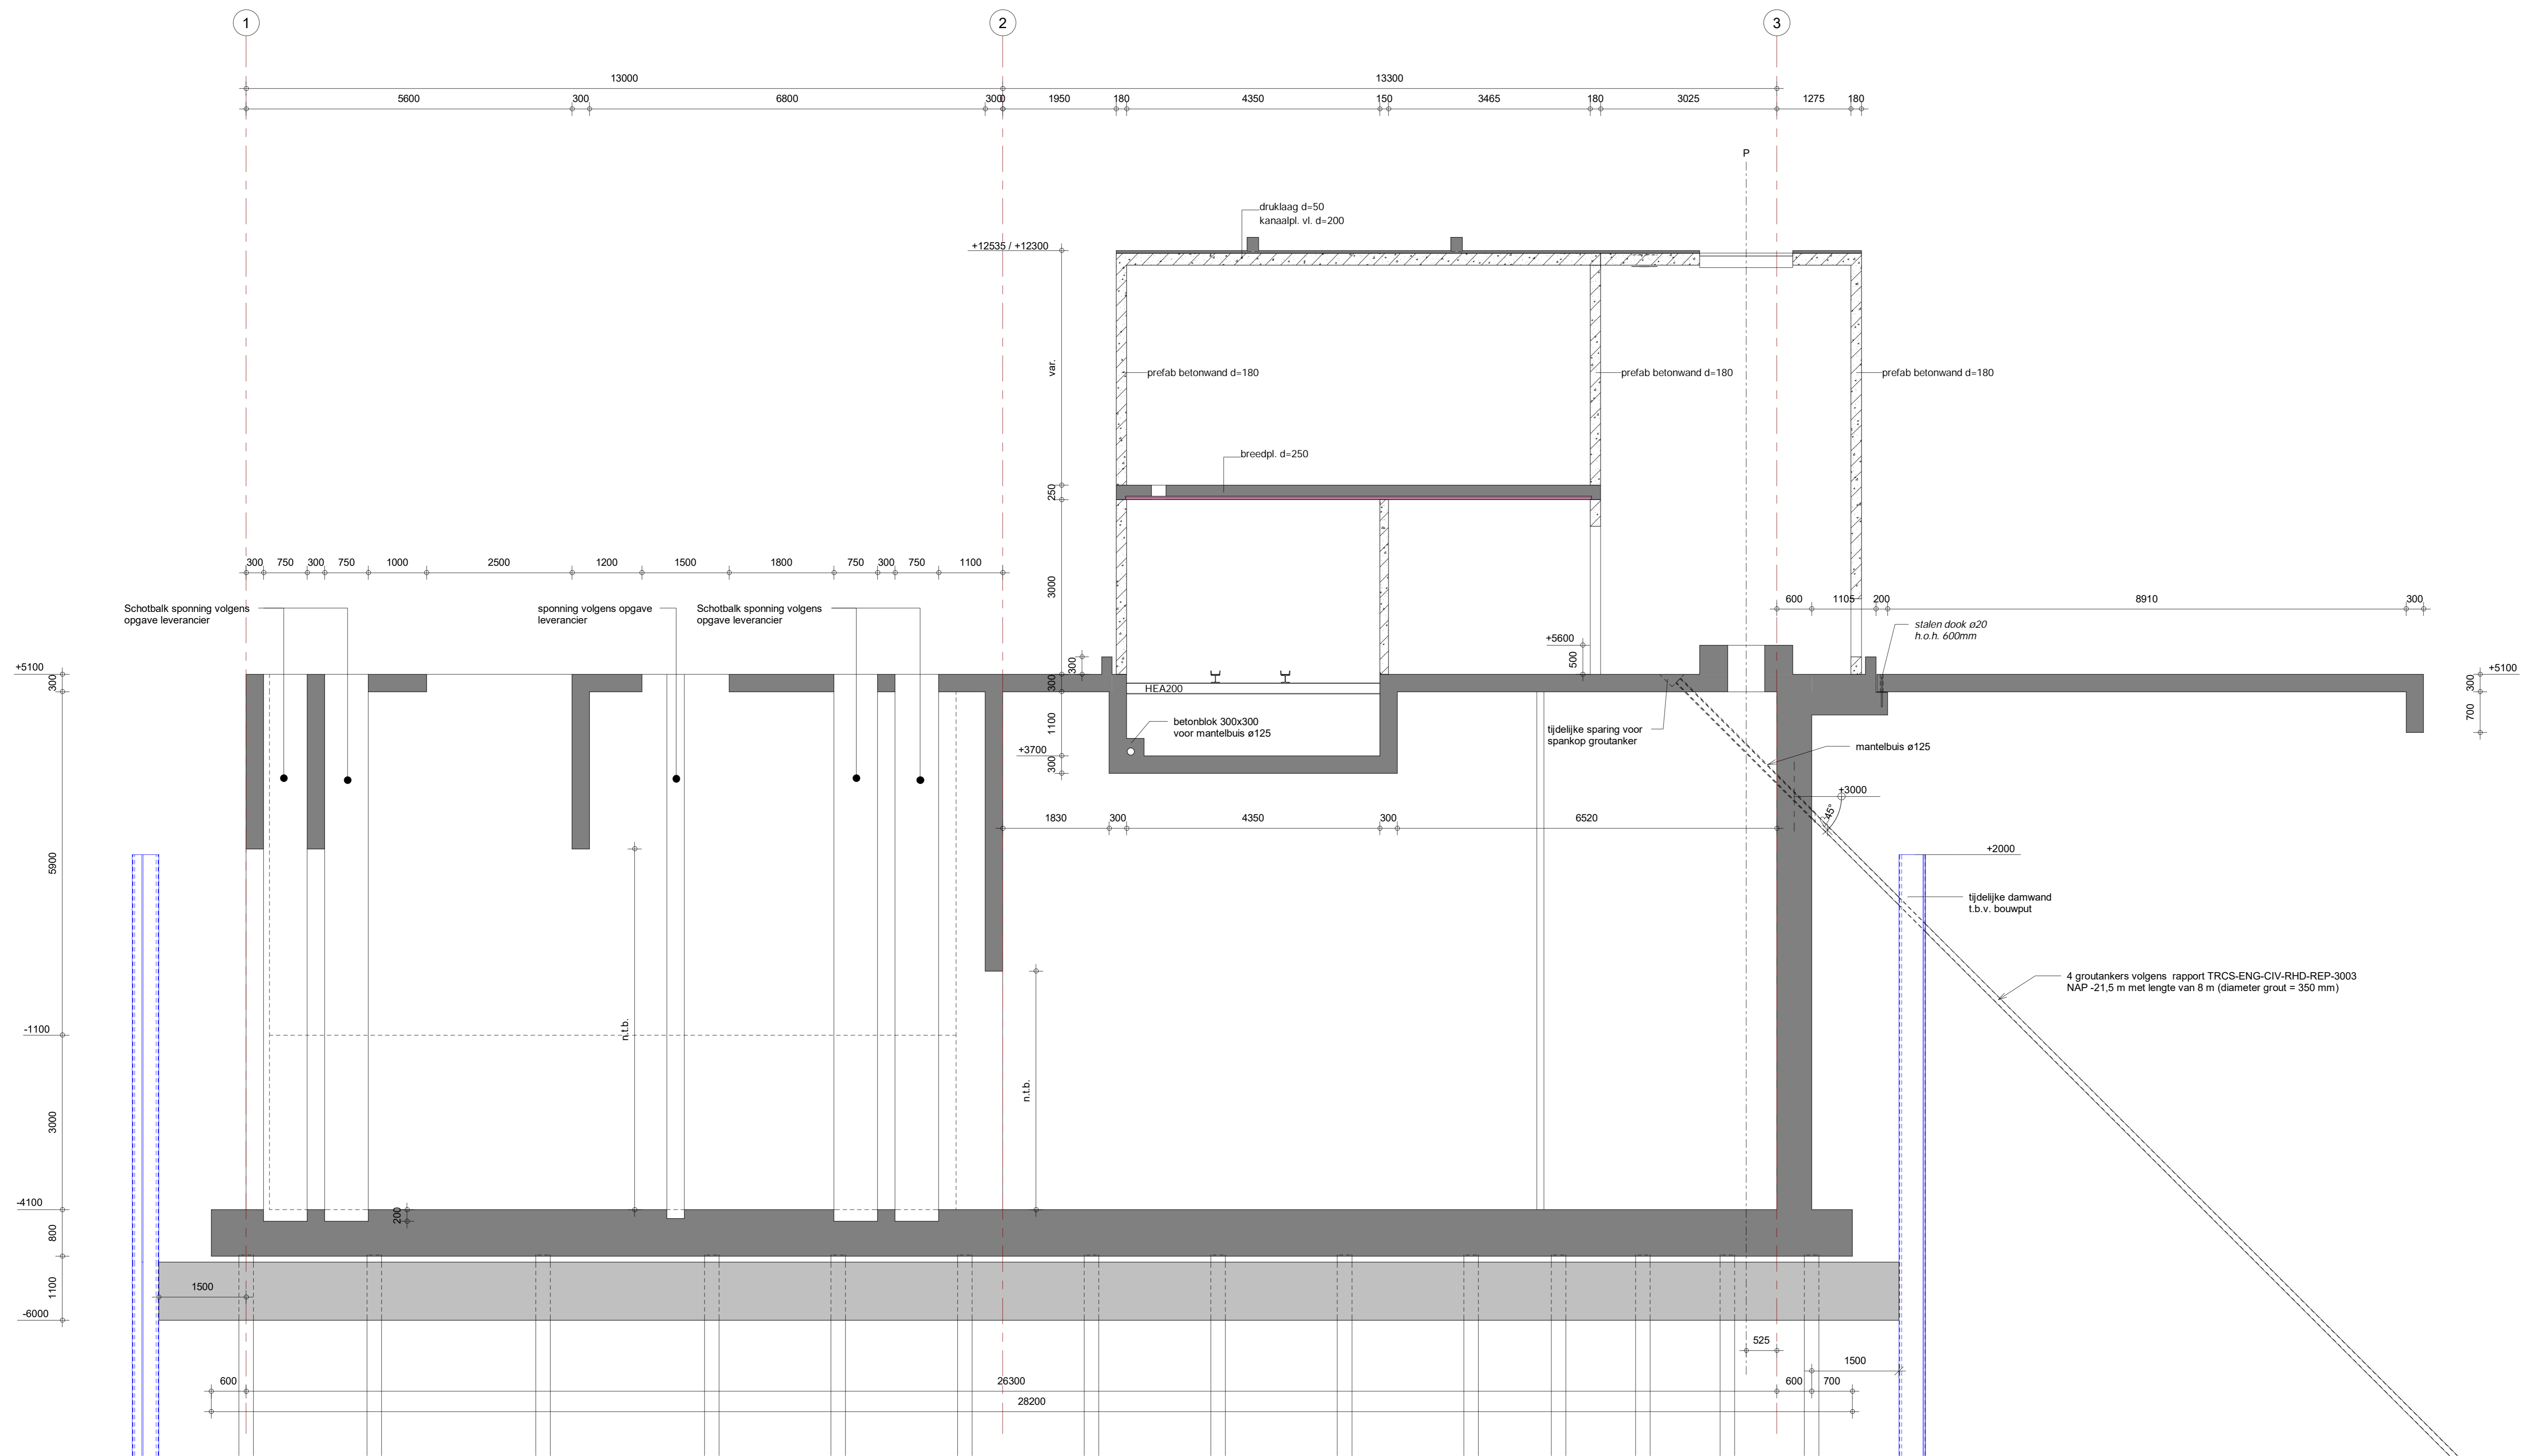 1
2
3
13000
13300
5600
300
6800
300
0
1950
180
4350
150
3465
180
3025
1275
180
P
druklaag d=50
kanaalpl. vl. d=200
+12535 / +12300
var.
prefab betonwand d=180
prefab betonwand d=180
prefab betonwand d=180
breedpl. d=250
250
3000
300
750
300
750
1000
2500
1200
1500
1800
750
300
750
1100
600
1105
200
8910
300
Schotbalk sponning volgens
opgave leverancier
sponning volgens opgave
leverancier
Schotbalk sponning volgens
opgave leverancier
stalen dook ø20
h.o.h. 600mm
+5600
500
+5100
300
300
300
HEA200
+5100
300
700
betonblok 300x300
voor mantelbuis ø125
1100
+3700
300
tijdelijke sparing voor
spankop groutanker
mantelbuis ø125
+3000
45°
1830
300
4350
300
6520
5900
+2000
tijdelijke damwand
t.b.v. bouwput
4 groutankers volgens rapport TRCS-ENG-CIV-RHD-REP-3003
NAP -21,5 m met lengte van 8 m (diameter grout = 350 mm)
n.t.b.
n.t.b.
-1100
3000
-4100
200
800
1100
1500
-6000
525
1500
600
26300
600
700
28200